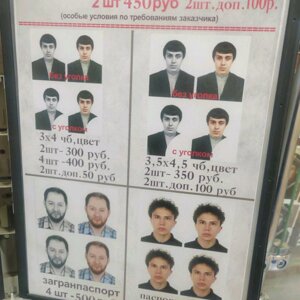 2шт 450руб 2шт.доп.100р.
(особые условия по требованиям заказчика)
без уголка
с уголком
3х4 чб,цвет
2шт- 300 руб.
4шт -400 руб.
2шт.доп.50 руб
без уголка
с уголком
3,5х4,5 чб,цвет
2шт- 350 руб.
2шт.доп.100 руб
загранпаспорт
4 шт -500